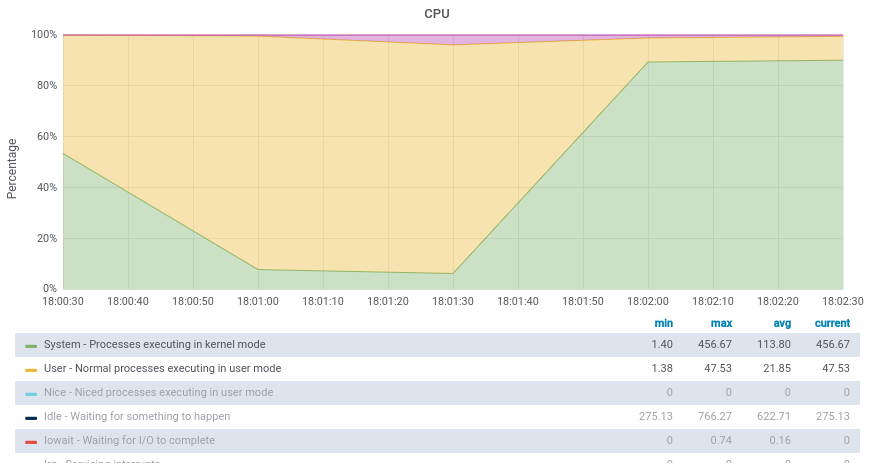 CPU
100%
80%
60%
40%
20%
0%
Percentage
18:00:30 18:00:40 18:00:50 18:01:00 18:01:10 18:01:20 18:01:30 18:01:40 18:01:50 18:02:00 18:02:10 18:02:20 18:02:30
min max avg current
System - Processes executing in kernel mode 1.40 456.67 113.80 456.67
User - Normal processes executing in user mode 1.38 47.53 21.85 47.53
Nice - Niced processes executing in user mode 0 0 0 0
Idle - Waiting for something to happen 275.13 766.27 622.71 275.13
Iowait - Waiting for I/O to complete 0 0.74 0.16 0